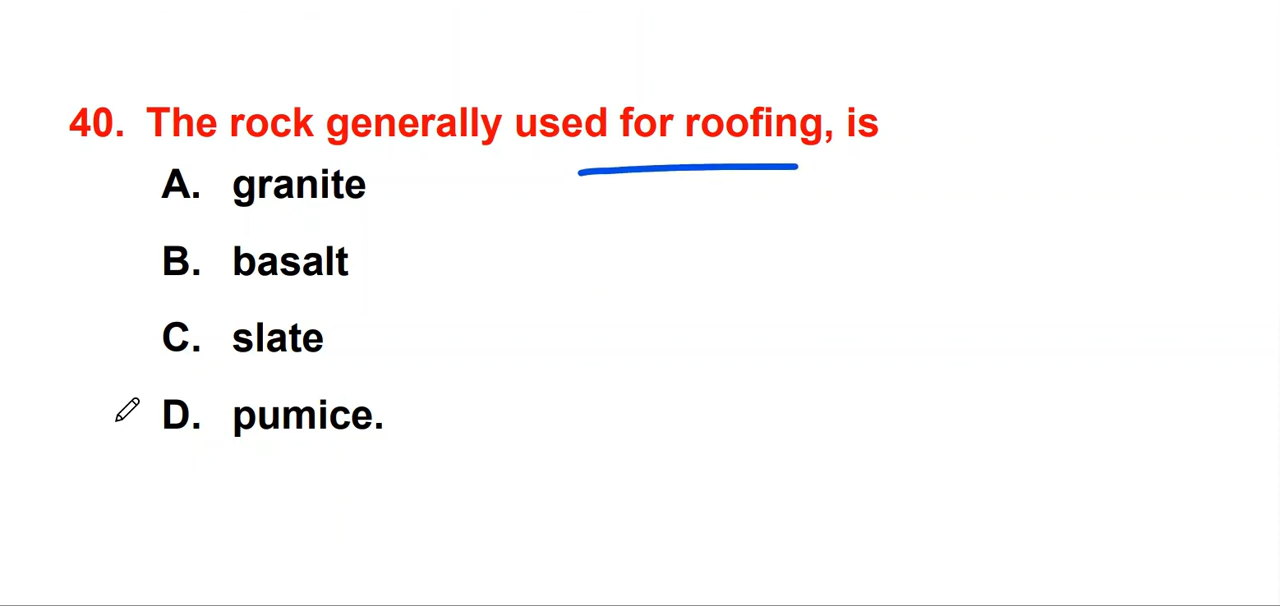 40. The rock generally used for roofing, is
A. granite
B. basalt
C. slate
D. pumice.